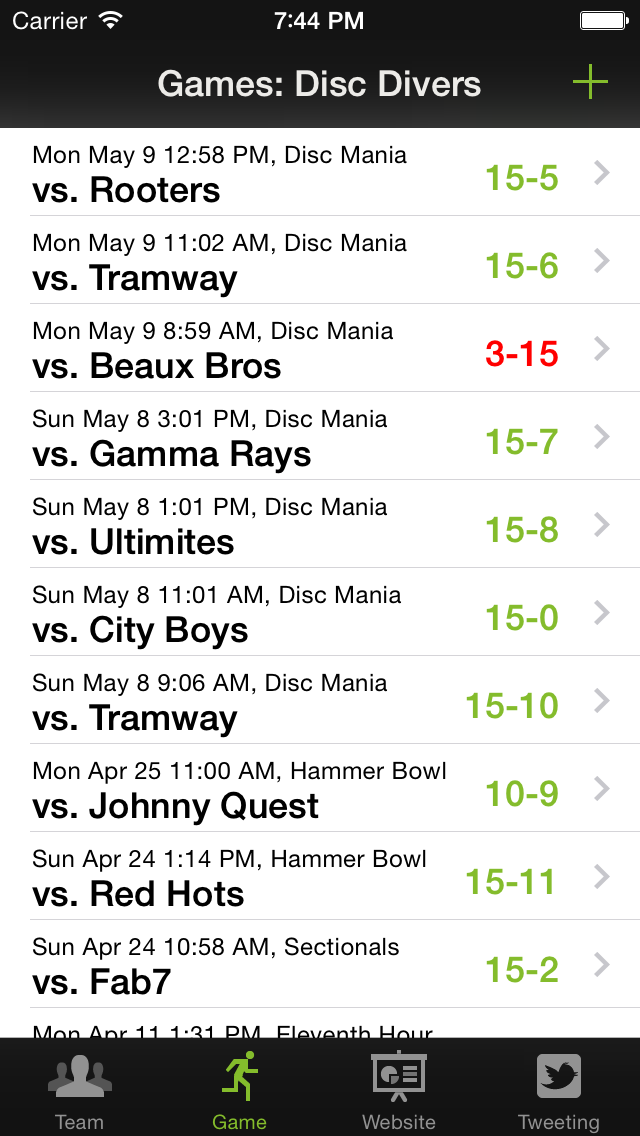 Carrier 7:44 PM
Games: Disc Divers
Mon May 9 12:58 PM, Disc Mania
vs. Rooters 15-5
Mon May 9 11:02 AM, Disc Mania
vs. Tramway 15-6
Mon May 9 8:59 AM, Disc Mania
vs. Beaux Bros 3-15
Sun May 8 3:01 PM, Disc Mania
vs. Gamma Rays 15-7
Sun May 8 1:01 PM, Disc Mania
vs. Ultimites 15-8
Sun May 8 11:01 AM, Disc Mania
vs. City Boys 15-0
Sun May 8 9:06 AM, Disc Mania
vs. Tramway 15-10
Mon Apr 25 11:00 AM, Hammer Bowl
vs. Johnny Quest 10-9
Sun Apr 24 1:14 PM, Hammer Bowl
vs. Red Hots 15-11
Sun Apr 24 10:58 AM, Sectionals
vs. Fab7 15-2
Mon Apr 11 1:31 PM, Eleventh Hour
Team Game Website Tweeting